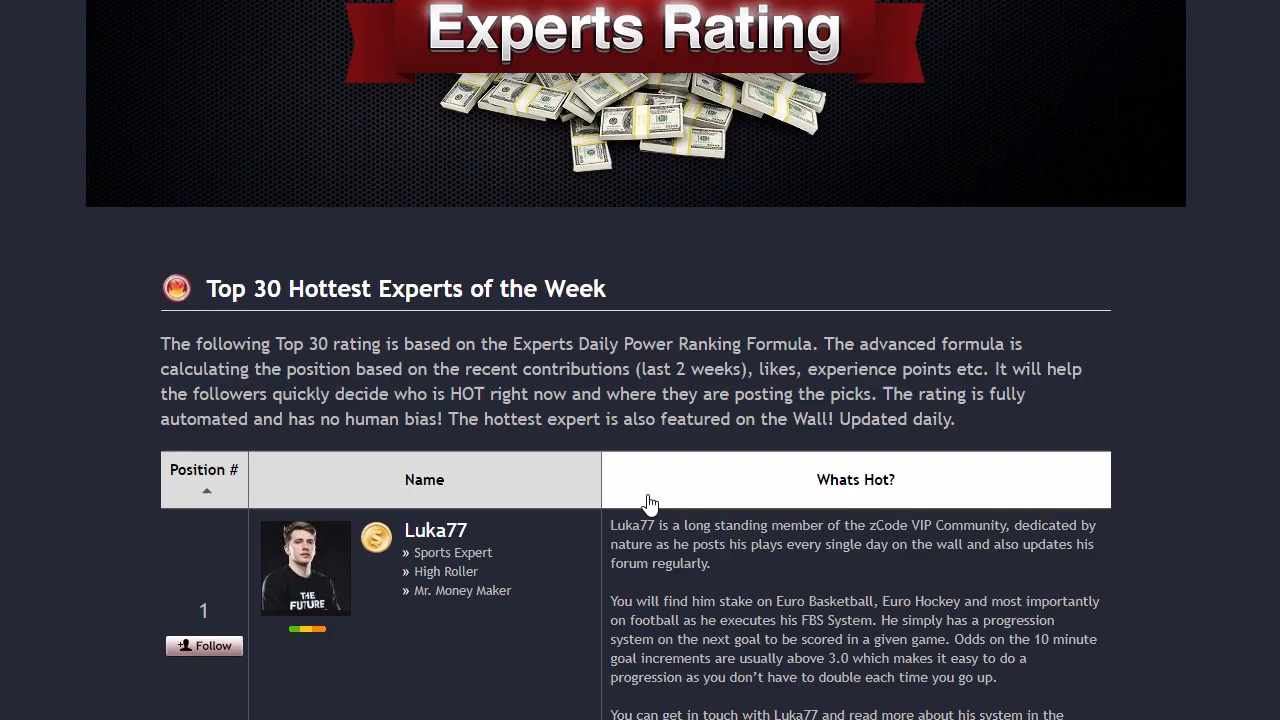 Experts Rating
Top 30 Hottest Experts of the Week
The following Top 30 rating is based on the Experts Daily Power Ranking Formula. The advanced formula is
calculating the position based on the recent contributions (last 2 weeks), likes, experience points etc. It will help
the followers quickly decide who is HOT right now and where they are posting the picks. The rating is fully
automated and has no human bias! The hottest expert is also featured on the Wall! Updated daily.
Position #
Name
Whats Hot?
1
Follow
THE
FUTURE
Luka77
» Sports Expert
» High Roller
» Mr. Money Maker
Luka77 is a long standing member of the zCode VIP Community, dedicated by
nature as he posts his plays every single day on the wall and also updates his
forum regularly.
You will find him stake on Euro Basketball, Euro Hockey and most importantly
on football as he executes his FBS System. He simply has a progression
system on the next goal to be scored in a given game. Odds on the 10 minute
goal increments are usually above 3.0 which makes it easy to do a
progression as you don’t have to double each time you go up.
You can get in touch with Luka77 and read more about his system in the